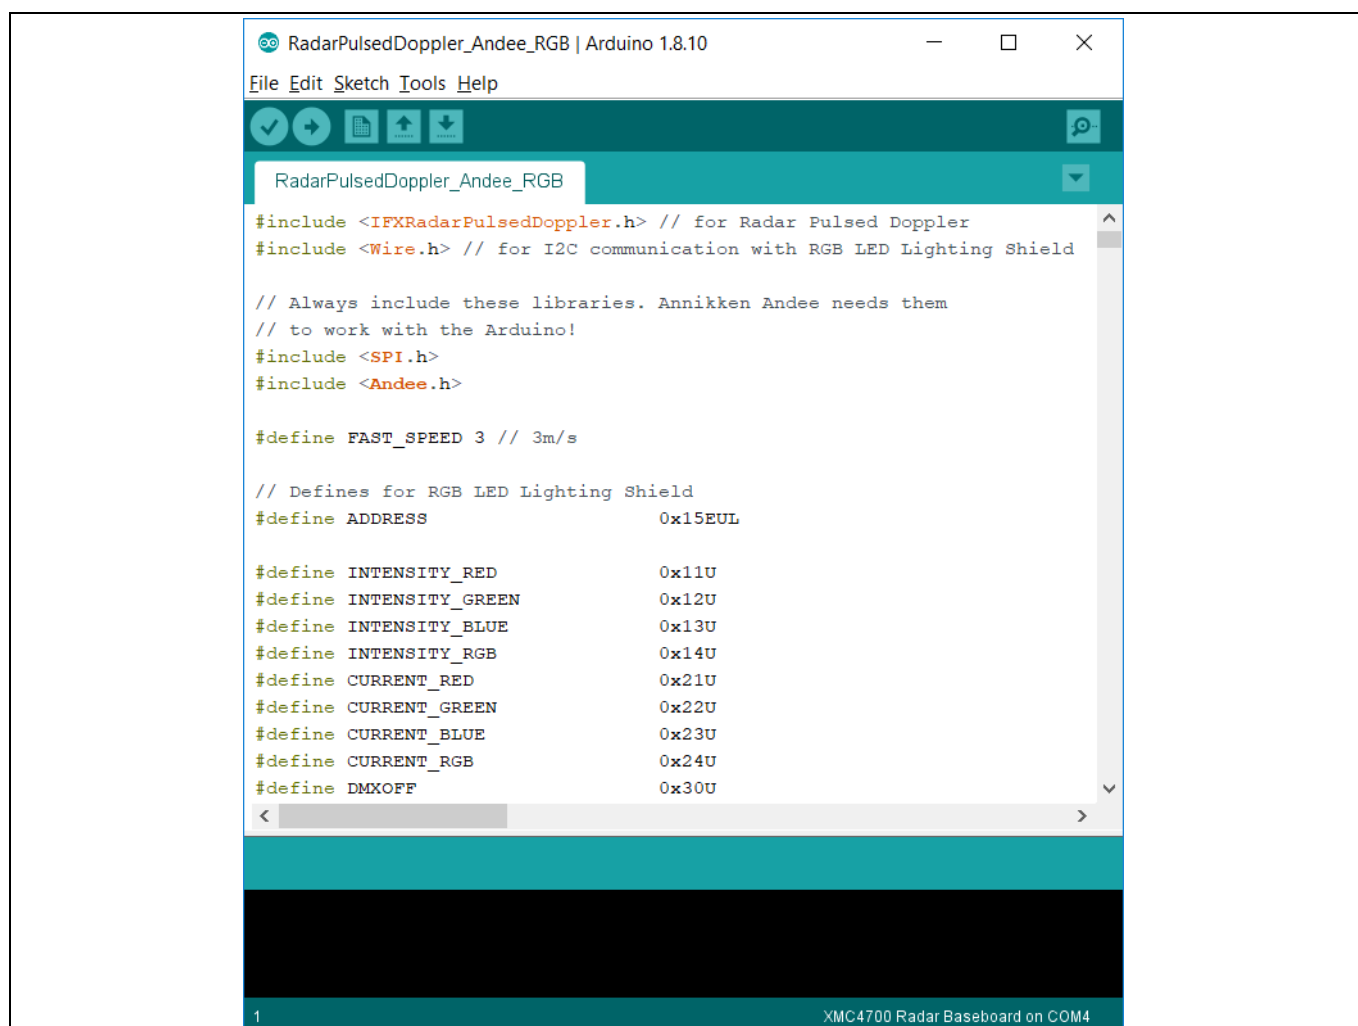 RadarPulsedDoppler_Andee_RGB | Arduino 1.8.10
File Edit Sketch Tools Help
RadarPulsedDoppler_Andee_RGB
#include <IFXRadarPulsedDoppler.h> // for Radar Pulsed Doppler
#include <Wire.h> // for I2C communication with RGB LED Lighting Shield
// Always include these libraries. Annikken Andee needs them
// to work with the Arduino!
#include <SPI.h>
#include <Andee.h>
#define FAST_SPEED 3 // 3m/s
// Defines for RGB LED Lighting Shield
#define ADDRESS 0x15EUL
#define INTENSITY_RED 0x11U
#define INTENSITY_GREEN 0x12U
#define INTENSITY_BLUE 0x13U
#define INTENSITY_RGB 0x14U
#define CURRENT_RED 0x21U
#define CURRENT_GREEN 0x22U
#define CURRENT_BLUE 0x23U
#define CURRENT_RGB 0x24U
#define DMXOFF 0x30U
1 XMC4700 Radar Baseboard on COM4